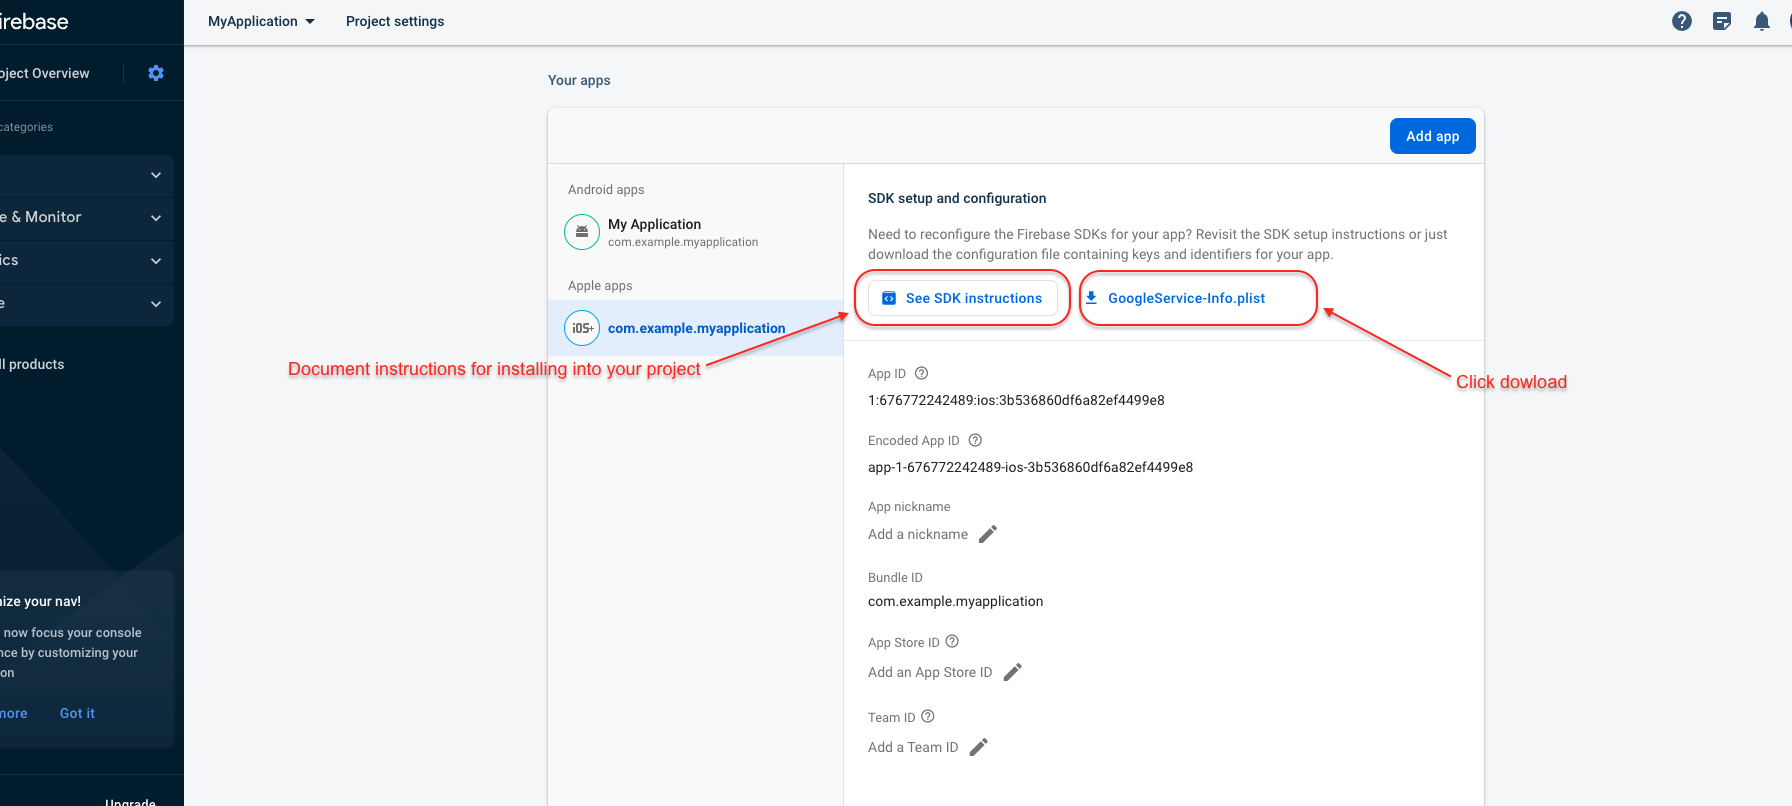 irebase
MyApplication
Project settings
oject Overview
categories
e & Monitor
ics
e
ll products
nize your nav!
now focus your console
nce by customizing your
on
more
Got it
Upgrade
Your apps
Add app
Android apps
My Application
com.example.myapplication
Apple apps
iOS+
com.example.myapplication
SDK setup and configuration
Need to reconfigure the Firebase SDKs for your app? Revisit the SDK setup instructions or just
download the configuration file containing keys and identifiers for your app.
See SDK instructions
GoogleService-Info.plist
Document instructions for installing into your project
Click dowload
App ID
1:676772242489:ios:3b536860df6a82ef4499e8
Encoded App ID
app-1-676772242489-ios-3b536860df6a82ef4499e8
App nickname
Add a nickname
Bundle ID
com.example.myapplication
App Store ID
Add an App Store ID
Team ID
Add a Team ID